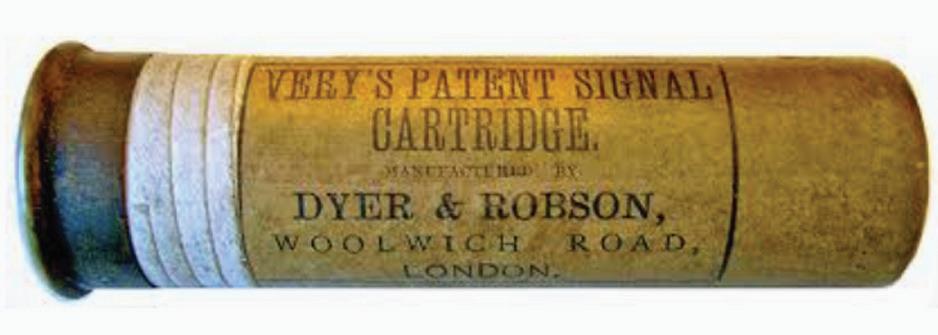 VERY'S PATENT SIGNAL
CARTRIDGE.
MANUFACTURED BY
DYER & ROBSON,
WOOLWICH ROAD,
LONDON.